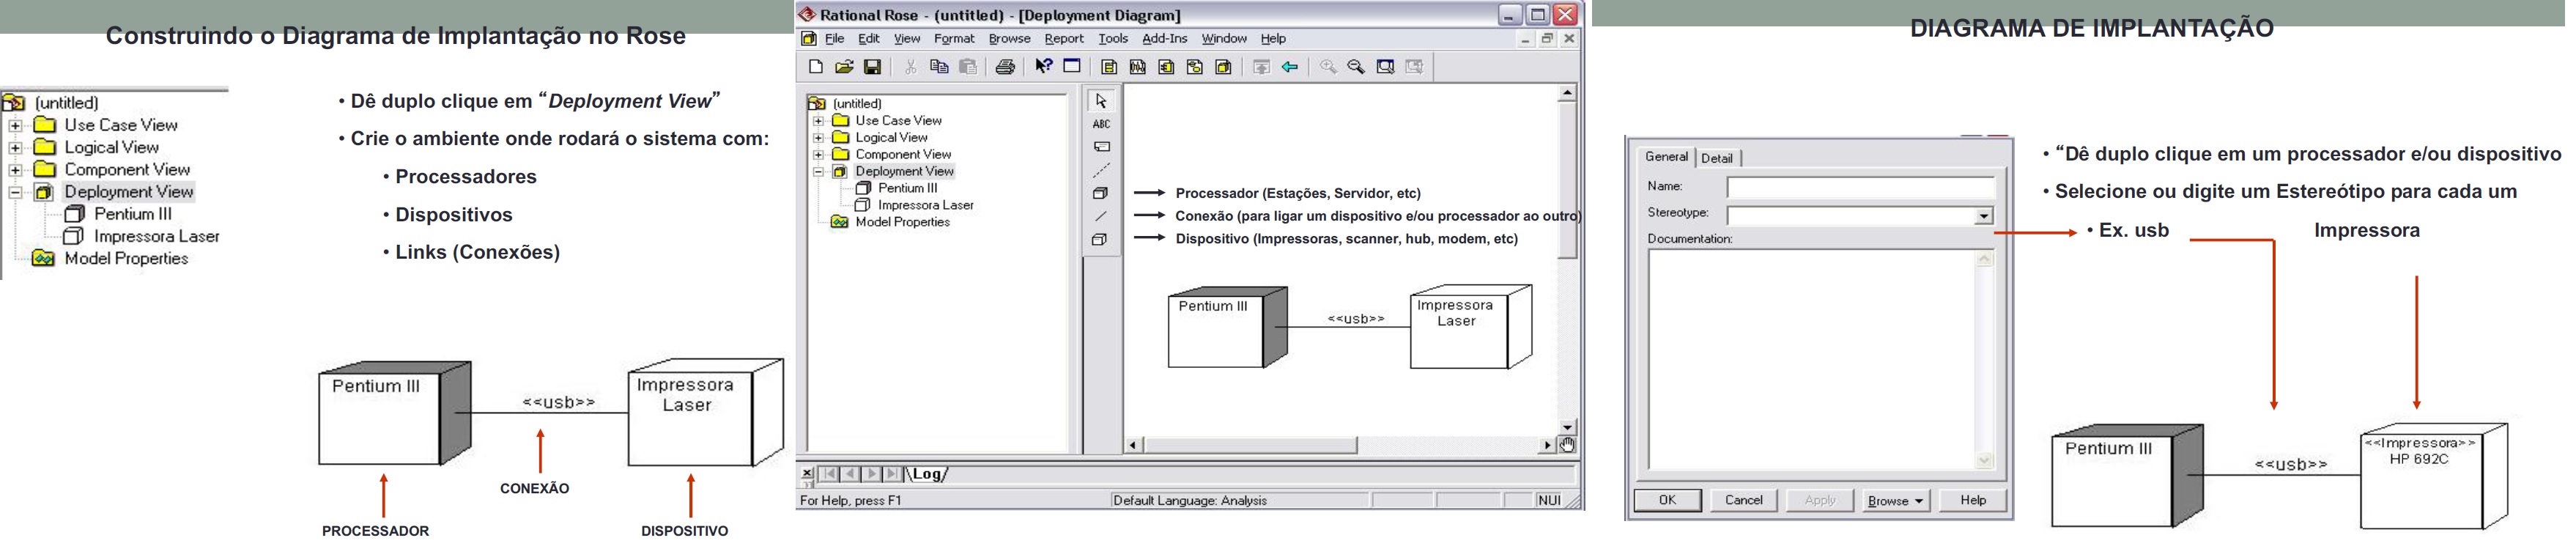 Construindo o Diagrama de Implantação no Rose
(untitled)
Use Case View
Logical View
Component View
Deployment View
Pentium III
Impressora Laser
Model Properties
• Dê duplo clique em “Deployment View”
• Crie o ambiente onde rodará o sistema com:
• Processadores
• Dispositivos
• Links (Conexões)
Pentium III
<<usb>>
Impressora
Laser
CONEXÃO
PROCESSADOR
DISPOSITIVO
Rational Rose - (untitled) - [Deployment Diagram]
File Edit View Format Browse Report Tools Add-Ins Window Help
(untitled)
Use Case View
Logical View
Component View
Deployment View
Pentium III
Impressora Laser
Model Properties
ABC
Processador (Estações, Servidor, etc)
Conexão (para ligar um dispositivo e/ou processador ao outro)
Dispositivo (Impressoras, scanner, hub, modem, etc)
Pentium III
<<usb>>
Impressora
Laser
Log
For Help, press F1
Default Language: Analysis
NUI
DIAGRAMA DE IMPLANTAÇÃO
General
Detail
Name:
Stereotype:
Documentation:
OK Cancel Apply Browse Help
• “Dê duplo clique em um processador e/ou dispositivo
• Selecione ou digite um Estereótipo para cada um
• Ex. usb Impressora
Pentium III
<<usb>>
<<Impressora>>
HP 692C